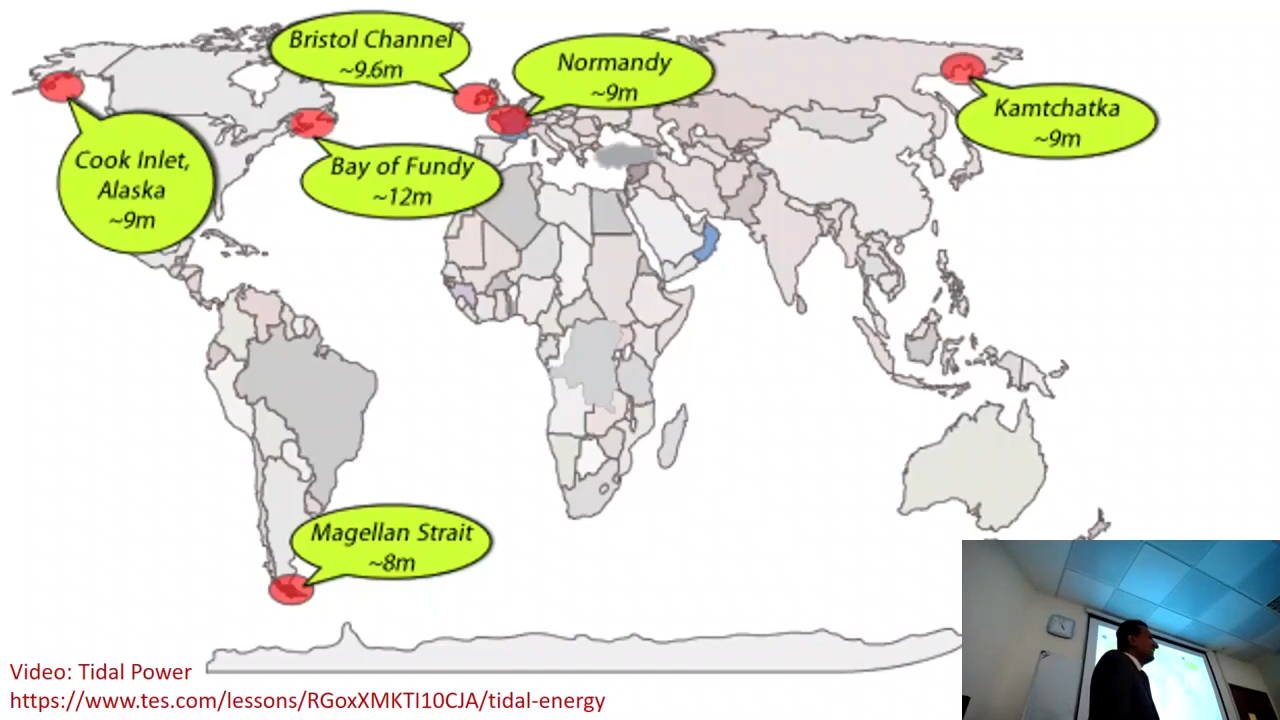 Bristol Channel
~9.6m
Normandy
~9m
Kamtchatka
~9m
Cook Inlet,
Alaska
~9m
Bay of Fundy
~12m
Magellan Strait
~8m
Video: Tidal Power
https://www.tes.com/lessons/RGoxXMKTl10CJA/tidal-energy